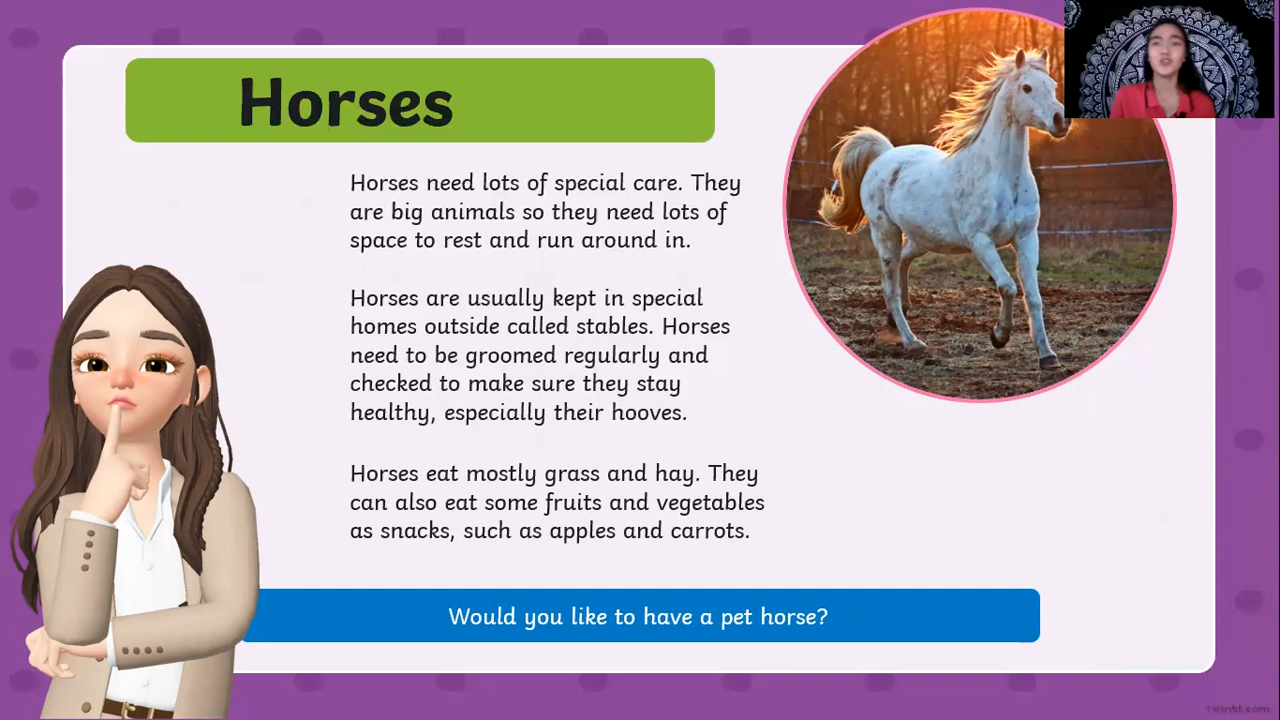 Horses
Horses need lots of special care. They
are big animals so they need lots of
space to rest and run around in.
Horses are usually kept in special
homes outside called stables. Horses
need to be groomed regularly and
checked to make sure they stay
healthy, especially their hooves.
Horses eat mostly grass and hay. They
can also eat some fruits and vegetables
as snacks, such as apples and carrots.
Would you like to have a pet horse?
twinkl.com